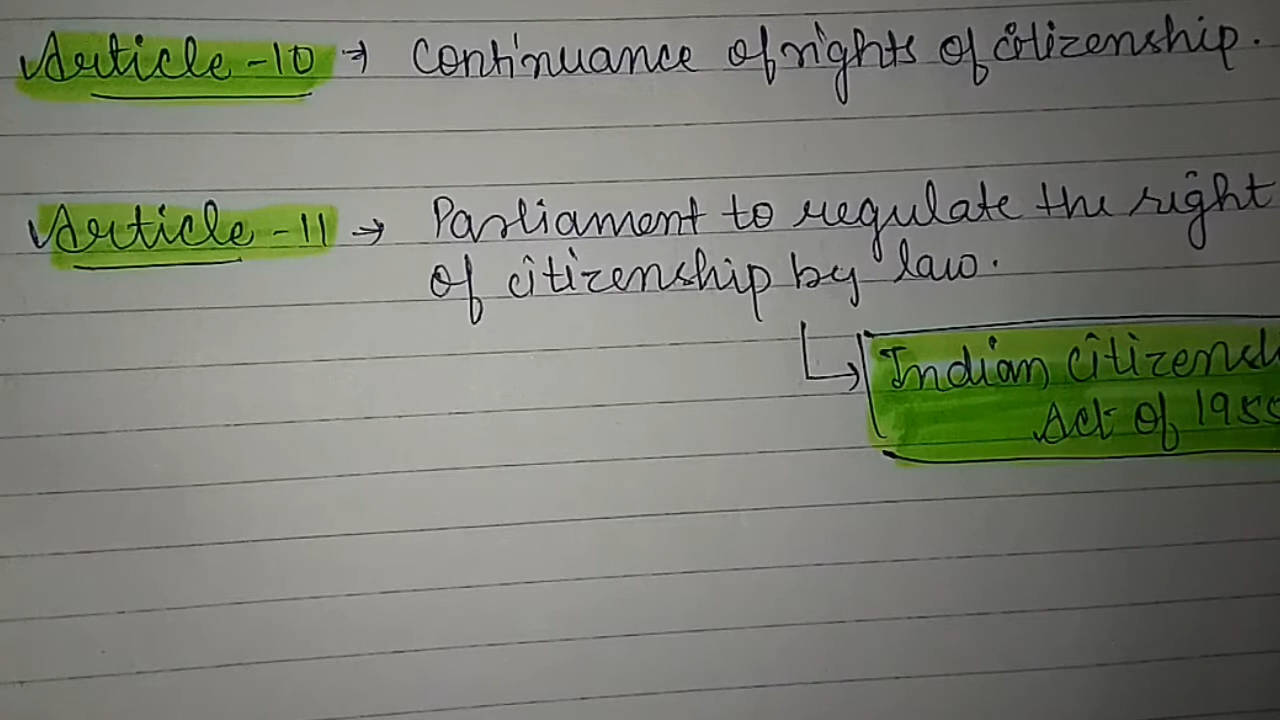 Article -10 → Continuance of rights of citizenship.
Article -11 → Parliament to regulate the right
of citizenship by law.
Indian citizensh
Act of 1955